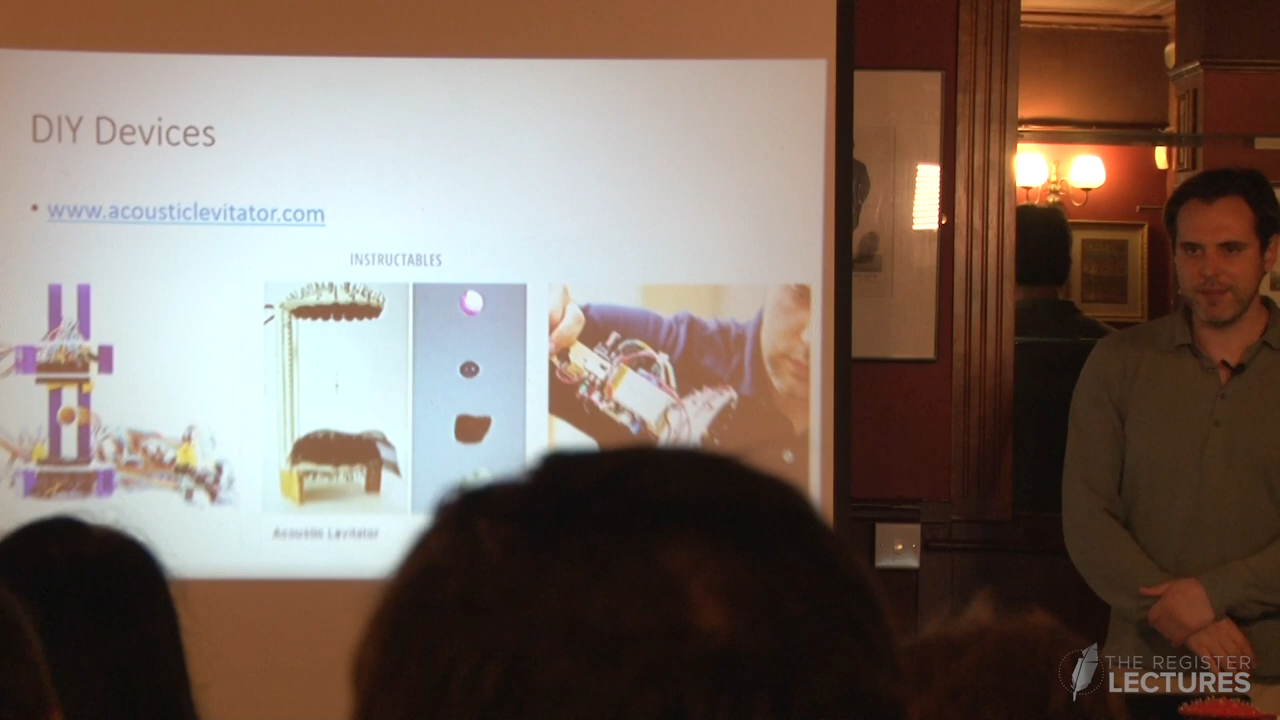 DIY Devices
• www.acousticlevitator.com
INSTRUCTABLES
Acoustic Levitator
THE REGISTER
LECTURES